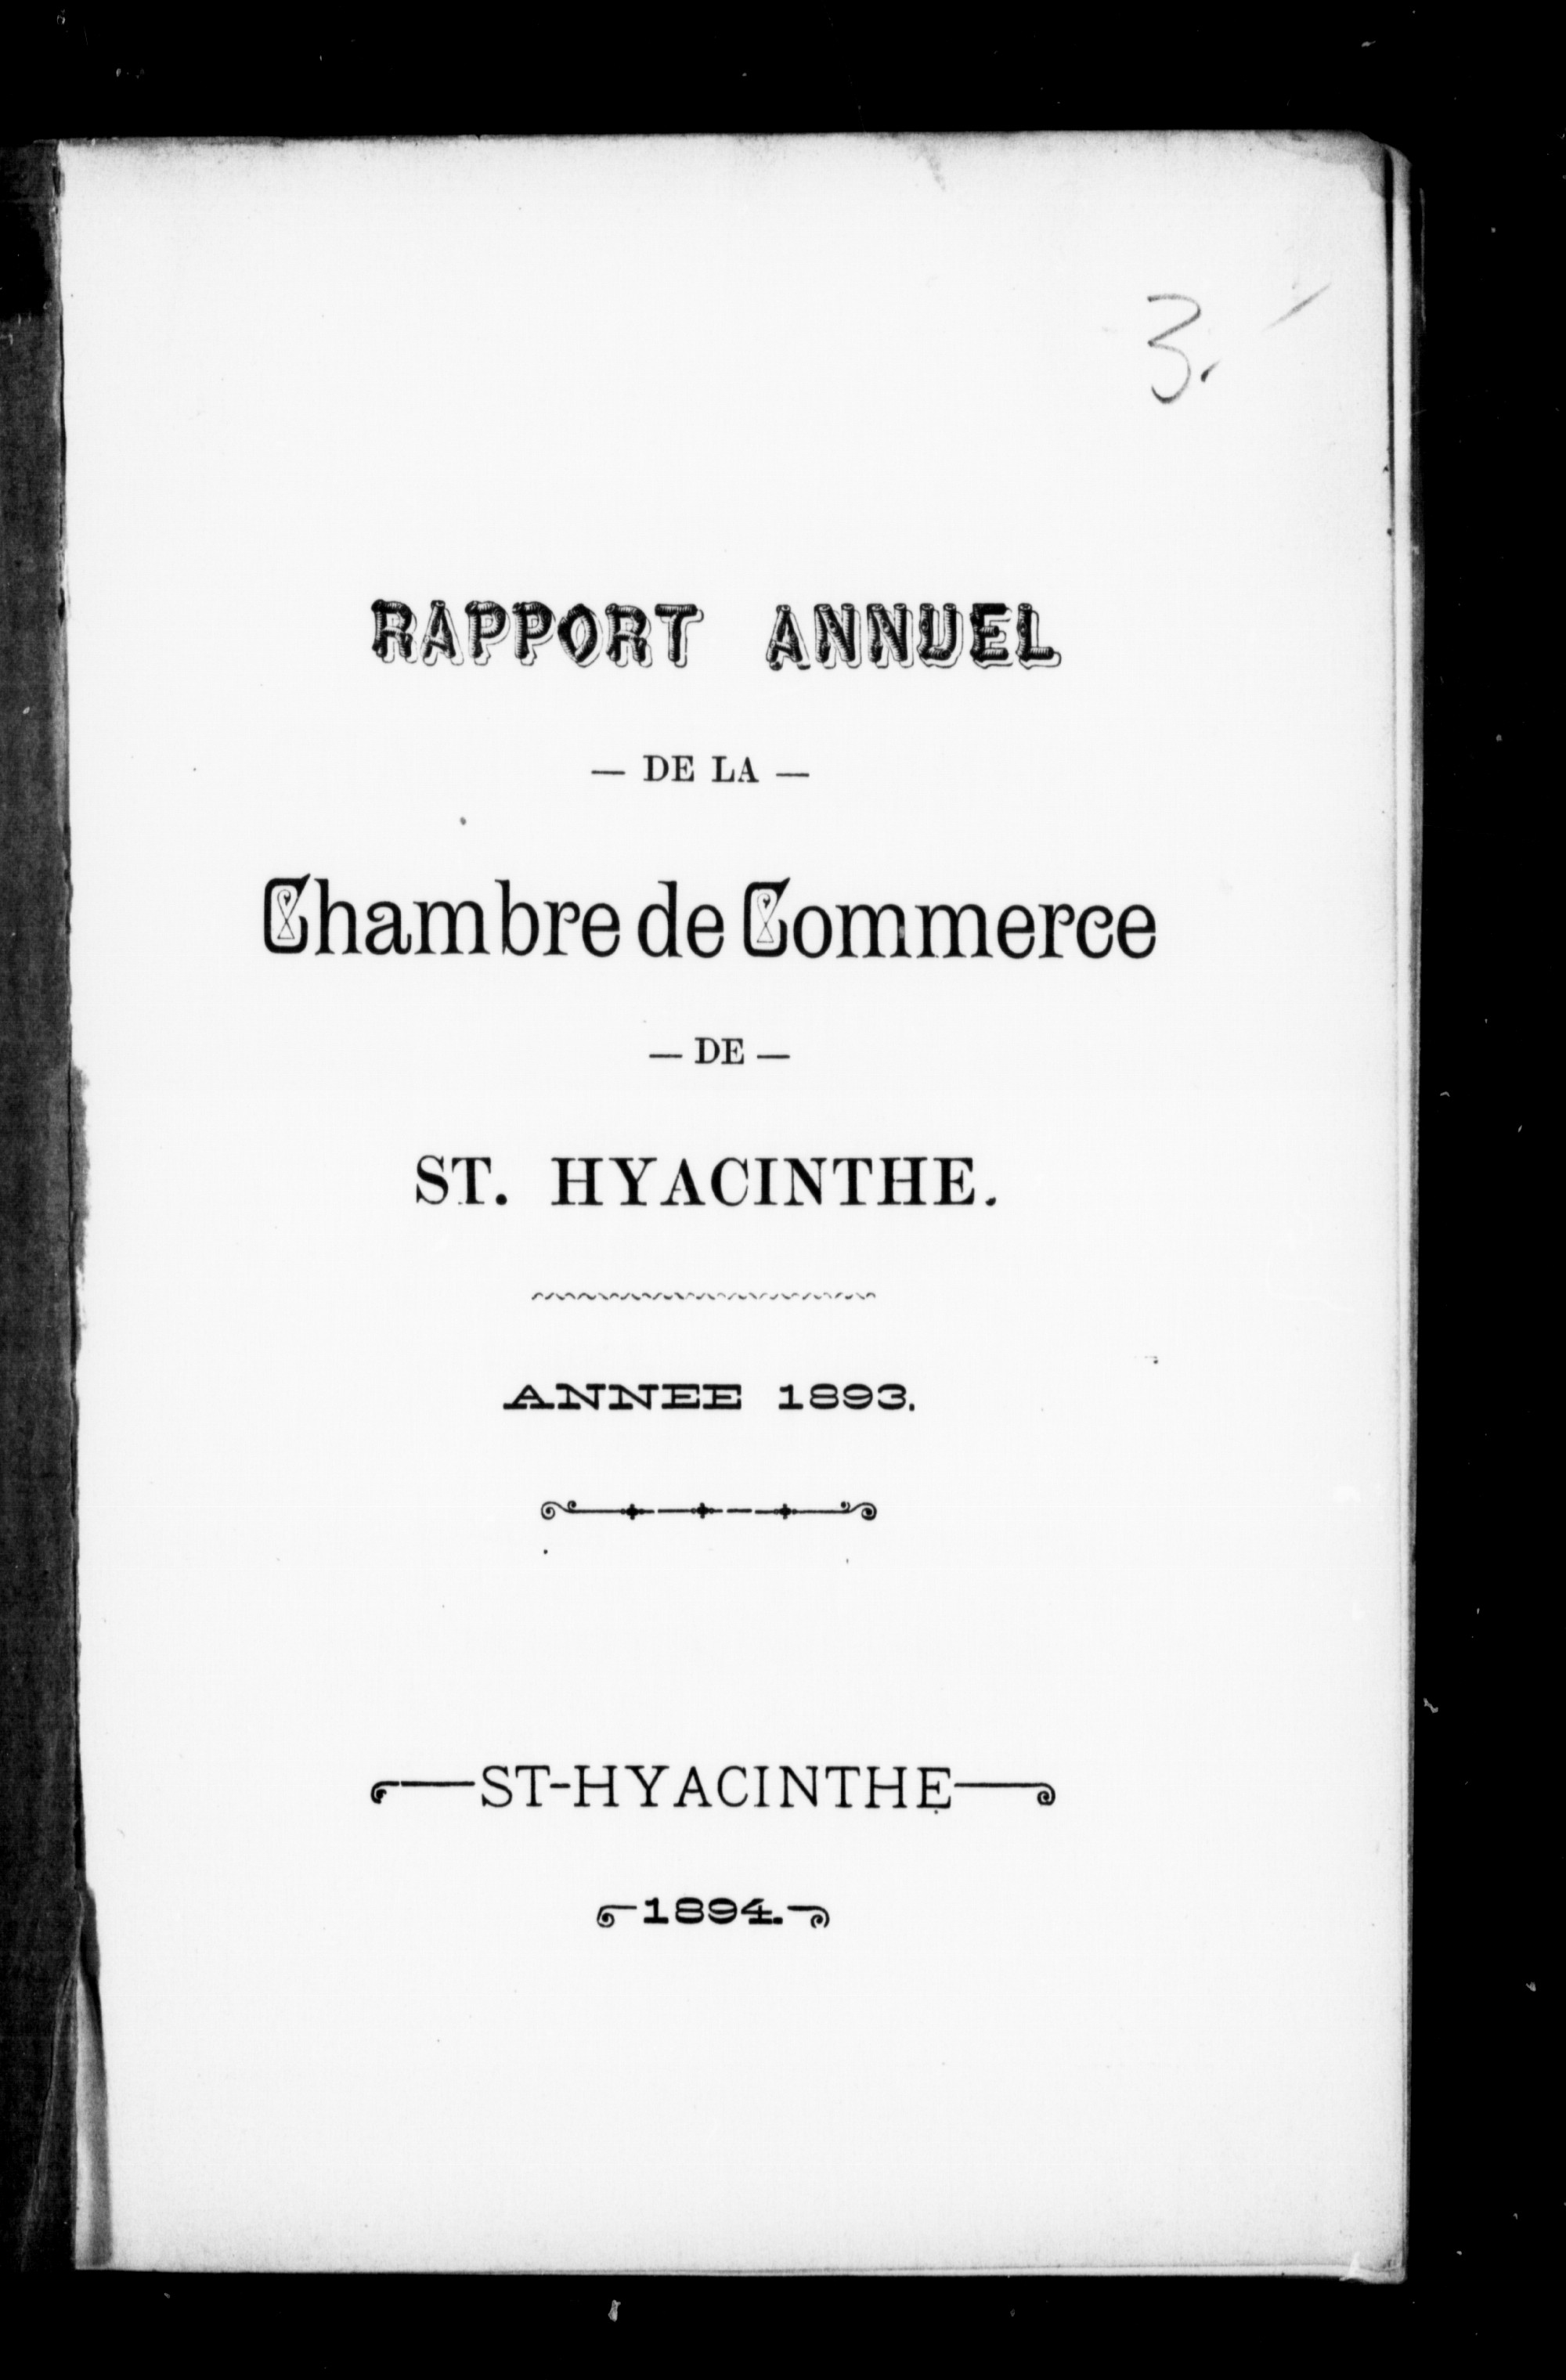 3.
RAPPORT ANNUEL
— DE LA —
Chambre de Commerce
— DE —
ST. HYACINTHE.
ANNEE 1893.
ST-HYACINTHE
1894.